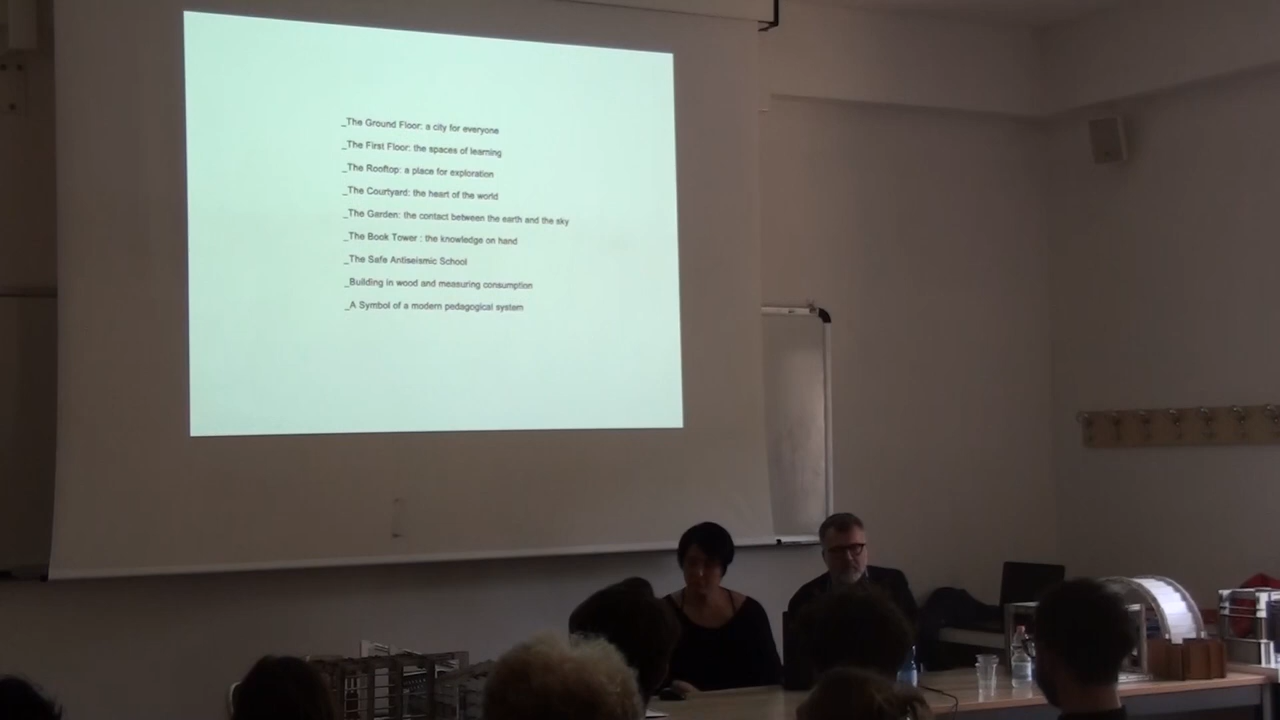 _The Ground Floor: a city for everyone
_The First Floor: the spaces of learning
_The Rooftop: a place for exploration
_The Courtyard: the heart of the world
_The Garden: the contact between the earth and the sky
_The Book Tower : the knowledge on hand
_The Safe Antiseismic School
_Building in wood and measuring consumption
_A Symbol of a modern pedagogical system